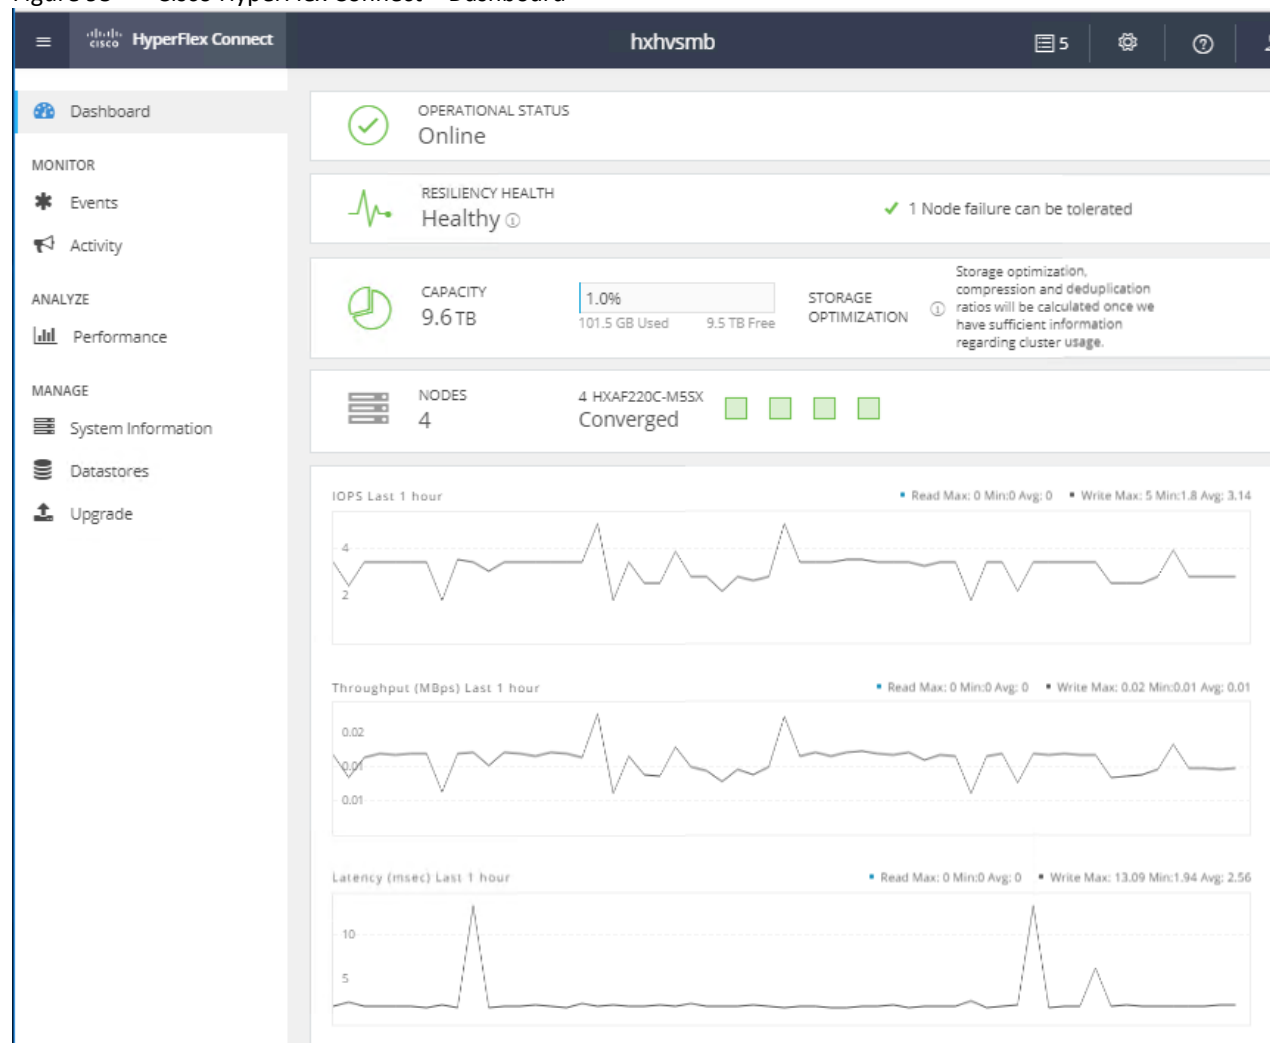 cisco HyperFlex Connect
hxhvsmb
5
Dashboard
MONITOR
Events
Activity
ANALYZE
Performance
MANAGE
System Information
Datastores
Upgrade
OPERATIONAL STATUS
Online
RESILIENCY HEALTH
Healthy
1 Node failure can be tolerated
CAPACITY
9.6 TB
1.0%
101.5 GB Used 9.5 TB Free
STORAGE
OPTIMIZATION
Storage optimization,
compression and deduplication
ratios will be calculated once we
have sufficient information
regarding cluster usage.
NODES
4
4 HXAF220C-M5SX
Converged
IOPS Last 1 hour
Read Max: 0 Min:0 Avg: 0 Write Max: 5 Min:1.8 Avg: 3.14
4
2
Throughput (MBps) Last 1 hour
Read Max: 0 Min:0 Avg: 0 Write Max: 0.02 Min:0.01 Avg: 0.01
0.02
0.01
0.01
Latency (msec) Last 1 hour
Read Max: 0 Min:0 Avg: 0 Write Max: 13.09 Min:1.94 Avg: 2.56
10
5